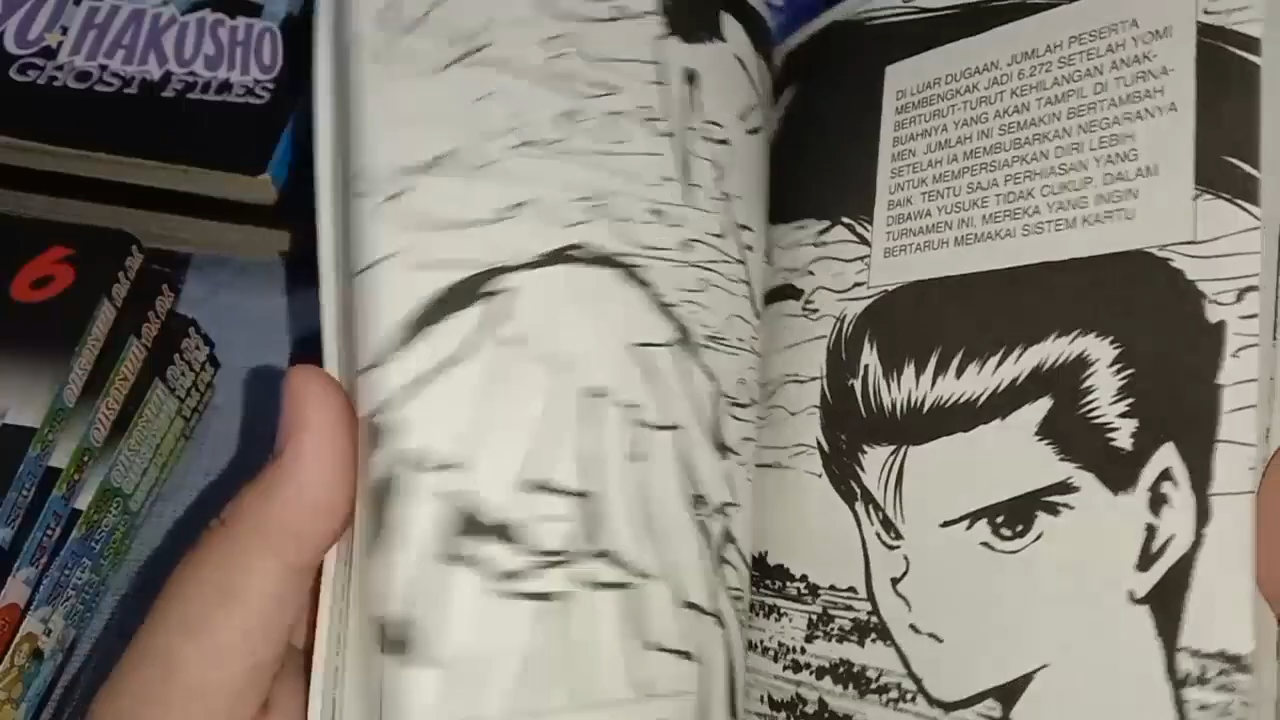 YU★HAKUSHO
GHOST FILES
6
DI LUAR DUGAAN, JUMLAH PESERTA
MEMBENGKAK JADI 6.272 SETELAH YOMI
BERTURUT-TURUT KEHILANGAN ANAK-
BUAHNYA YANG AKAN TAMPIL DI TURNA-
MEN. JUMLAH INI SEMAKIN BERTAMBAH
SETELAH IA MEMBUBARKAN NEGARANYA
UNTUK MEMPERSIAPKAN DIRI LEBIH
BAIK. TENTU SAJA PERHIASAN YANG
DIBAWA YUSUKE TIDAK CUKUP. DALAM
TURNAMEN INI, MEREKA YANG INGIN
BERTARUH MEMAKAI SISTEM KARTU